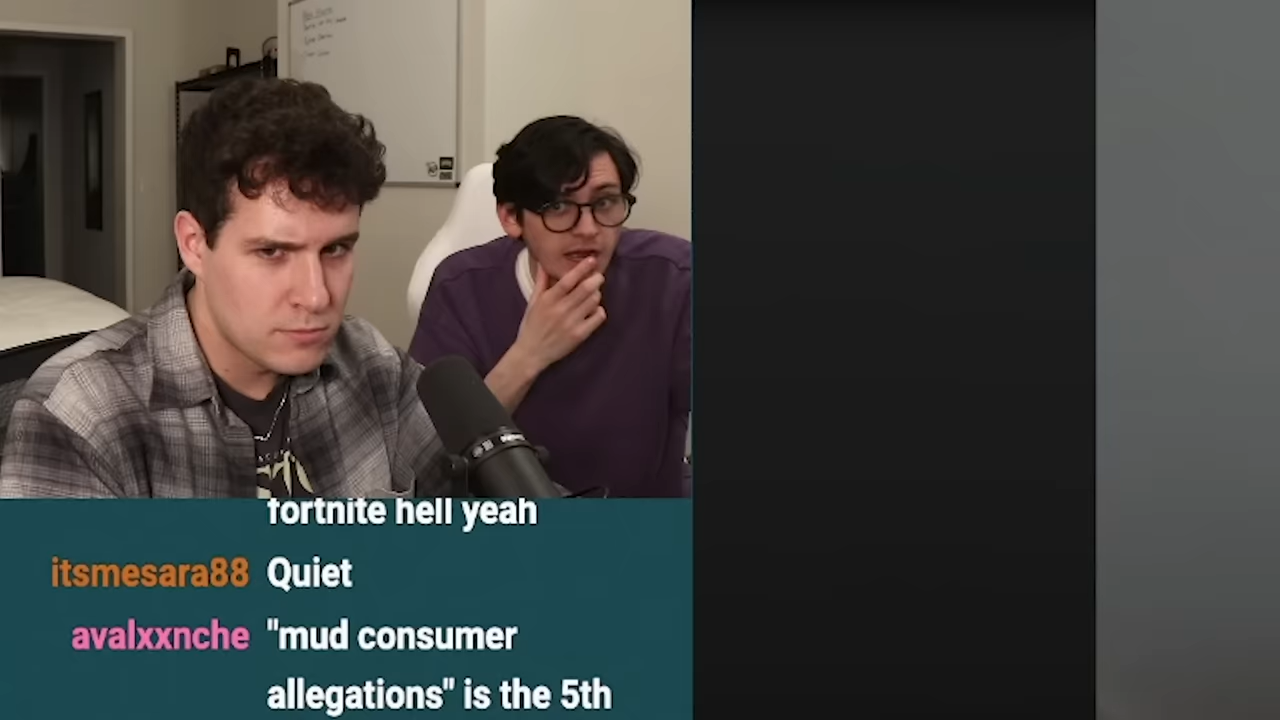 fortnite hell yeah
itsmesara88 Quiet
avalxxnche "mud consumer
allegations" is the 5th